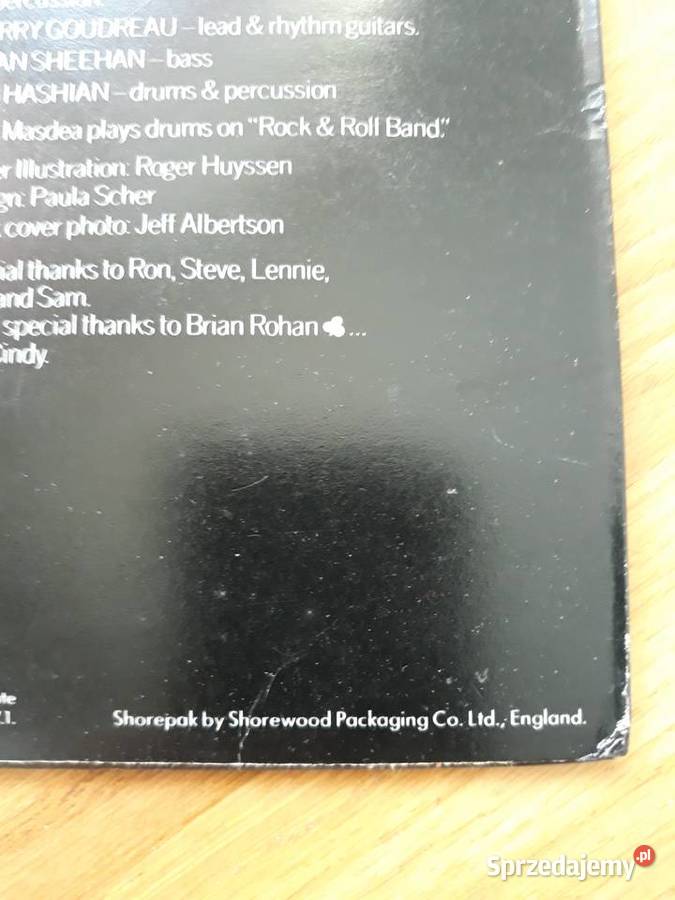 percussion.
RRY GOUDREAU – lead & rhythm guitars.
AN SHEEHAN – bass
HASHIAN – drums & percussion
Masdea plays drums on "Rock & Roll Band."
er Illustration: Roger Huyssen
gn: Paula Scher
cover photo: Jeff Albertson
ial thanks to Ron, Steve, Lennie,
and Sam.
special thanks to Brian Rohan ♣...
Cindy.
Shorepak by Shorewood Packaging Co. Ltd., England.
Sprzedajemy.pl